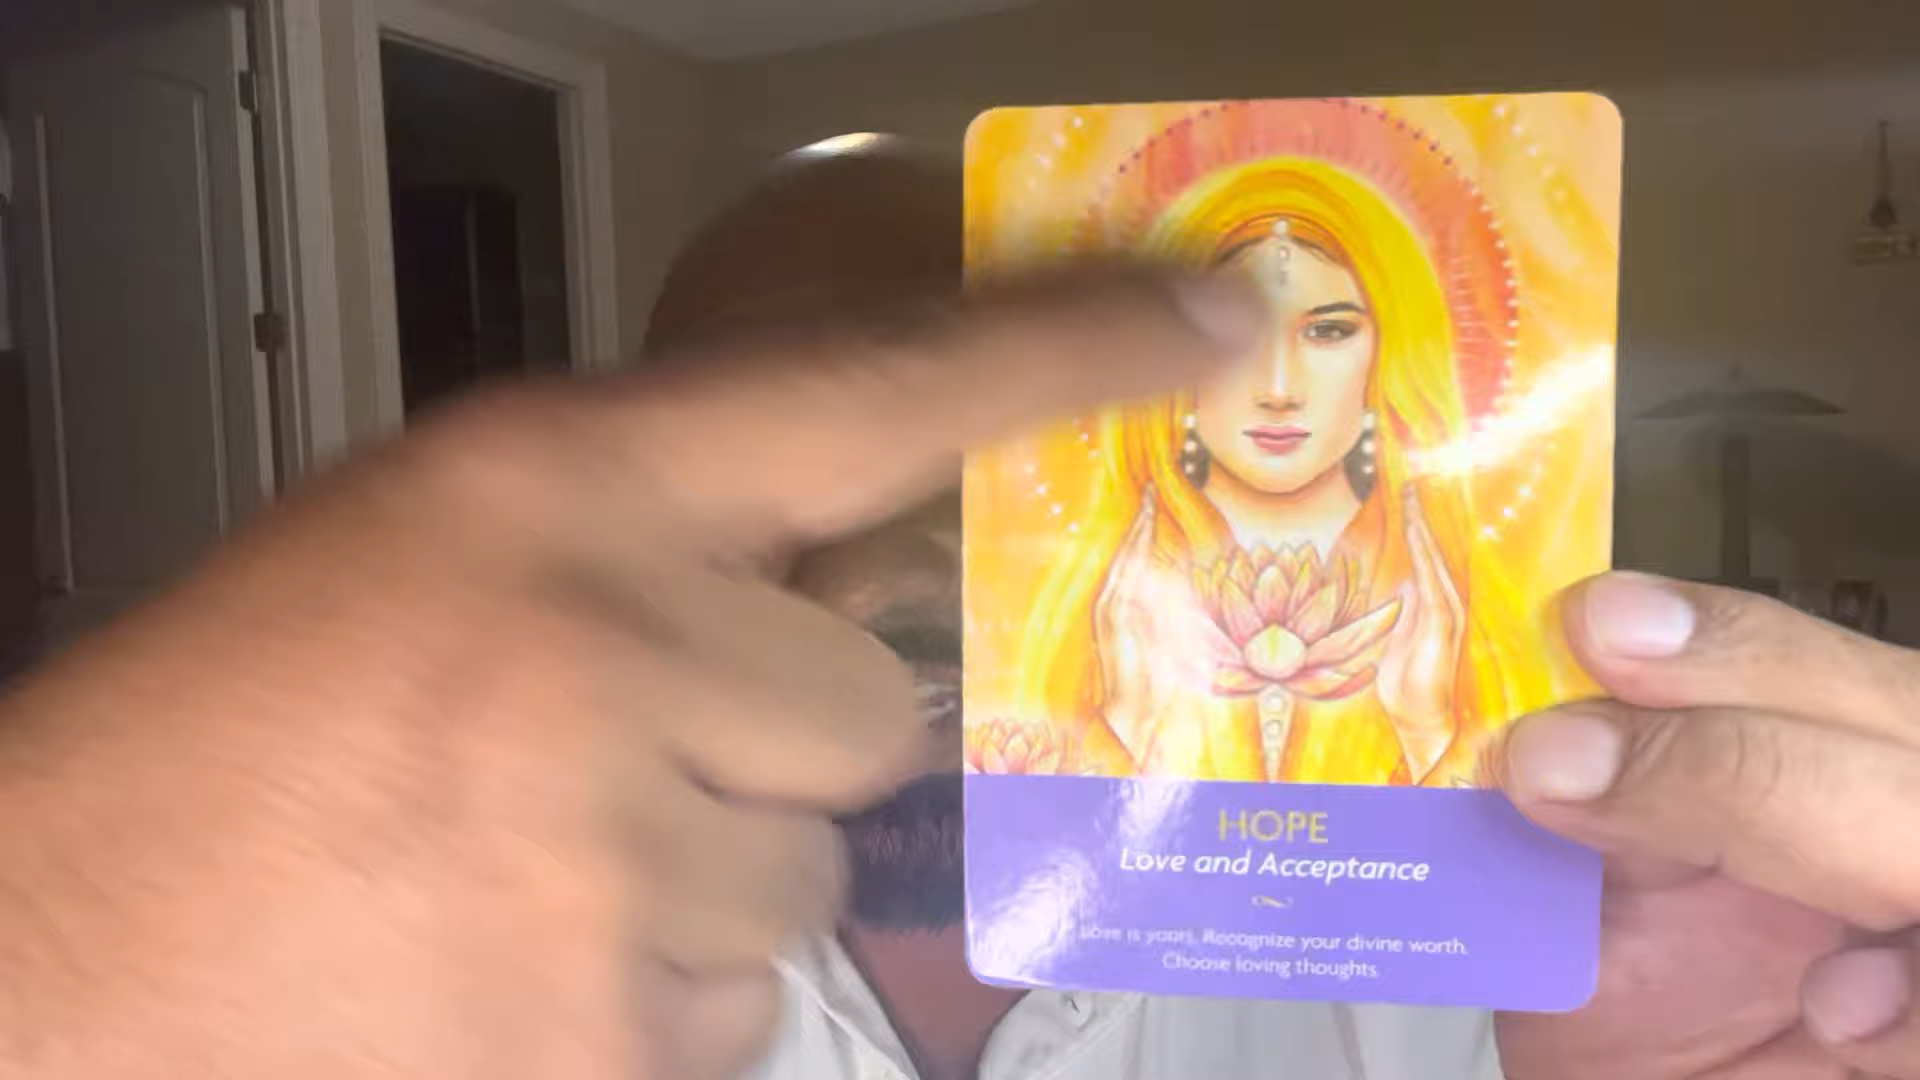 HOPE
Love and Acceptance
Love is yours. Recognize your divine worth.
Choose loving thoughts.